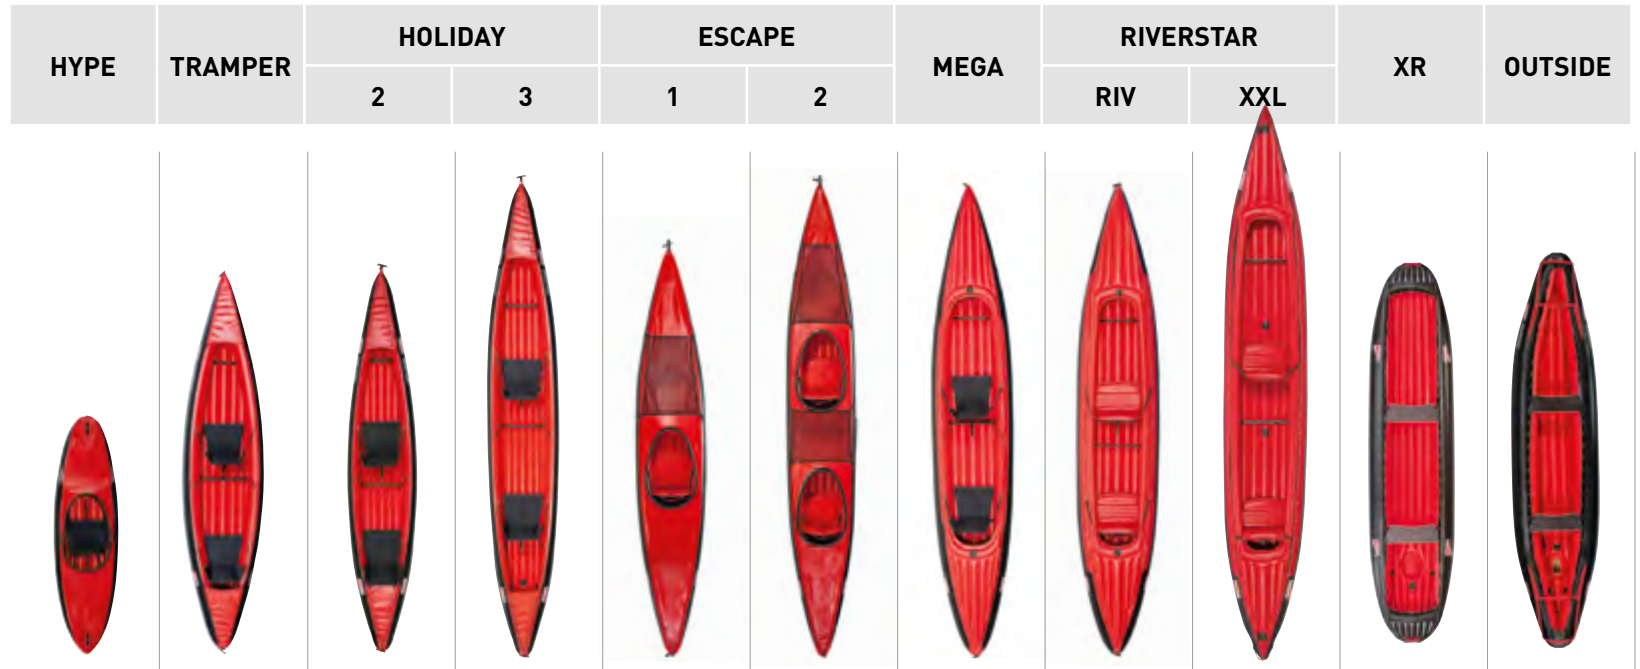 HYPE
TRAMPER
HOLIDAY
2
3
ESCAPE
1
2
MEGA
RIVERSTAR
RIV
XXL
XR
OUTSIDE